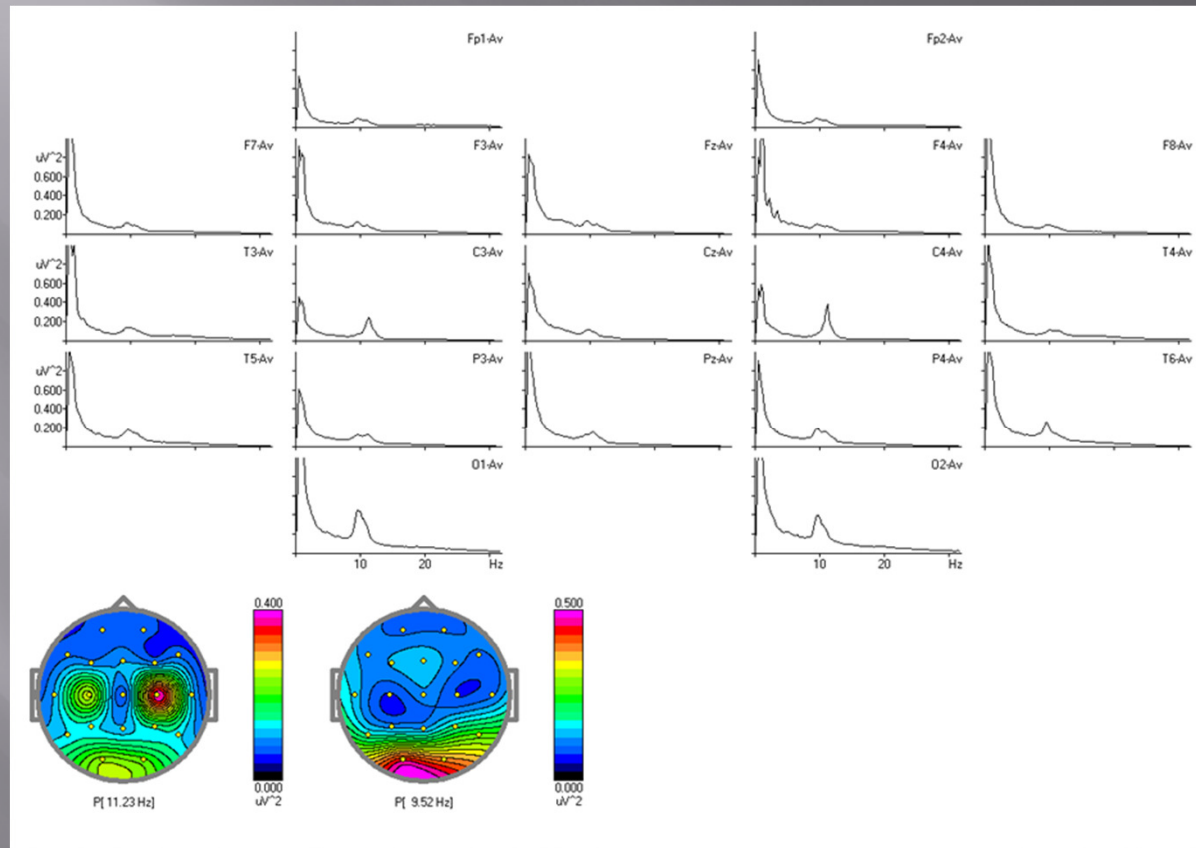 Fp1-Av
Fp2-Av
F7-Av
F3-Av
Fz-Av
F4-Av
F8-Av
uV^2
0.600
0.400
0.200
T3-Av
C3-Av
Cz-Av
C4-Av
T4-Av
uV^2
0.600
0.400
0.200
T5-Av
P3-Av
Pz-Av
P4-Av
T6-Av
uV^2
0.600
0.400
0.200
O1-Av
O2-Av
10 20 Hz
10 20 Hz
0.400
0.500
0.000
uV^2
0.000
uV^2
P[ 11.23 Hz]
P[ 9.52 Hz]